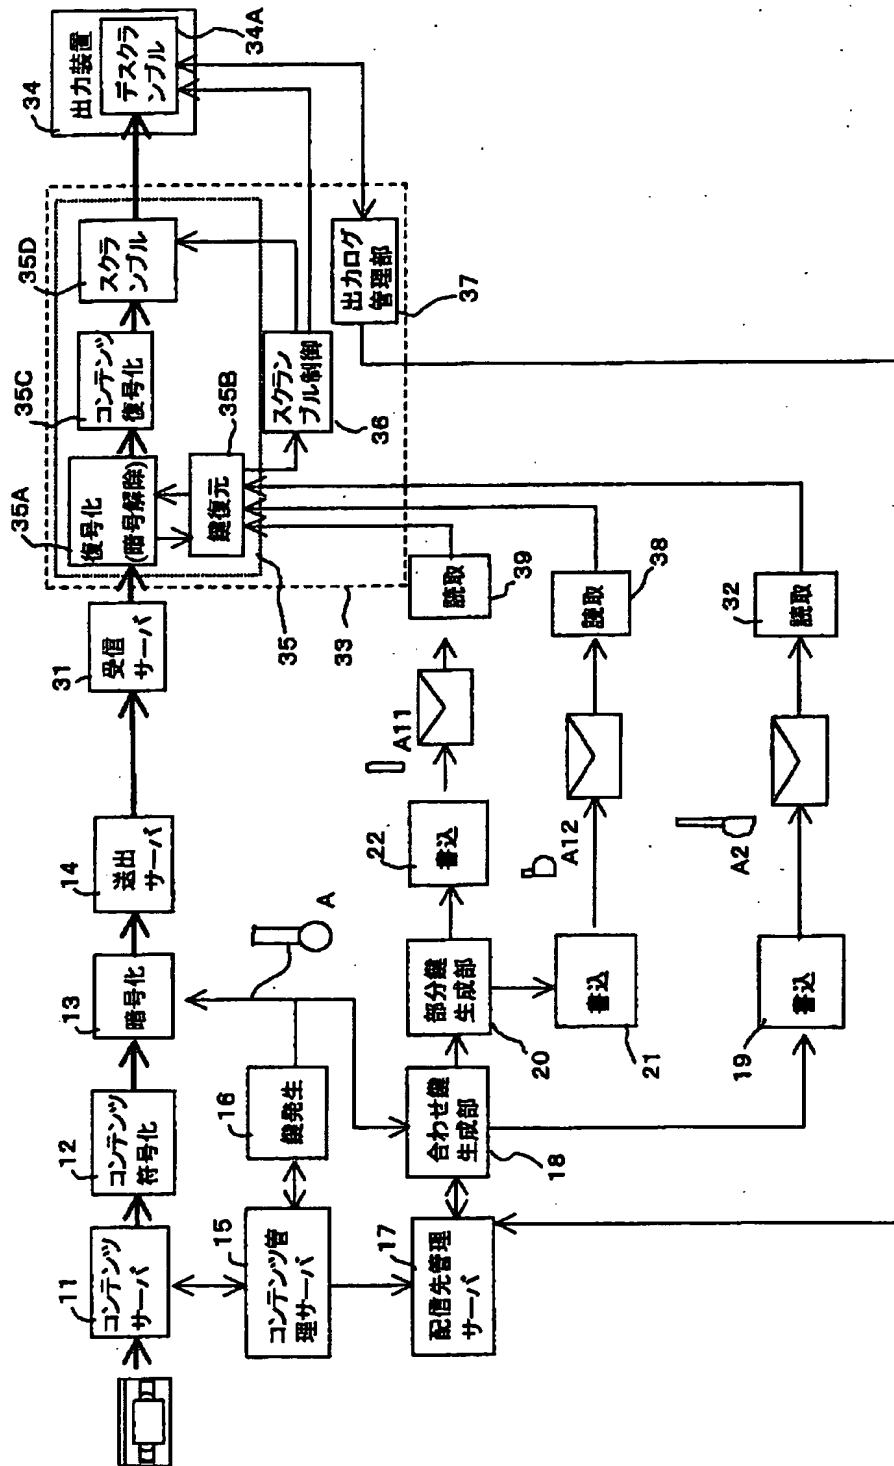 11
コンテンツ
サーバ
12
コンテンツ
符号化
13
暗号化
14
送出
サーバ
31
受信
サーバ
35A
復号化
(暗号解除)
35C
コンテンツ
復号化
35D
スクラ
ンブル
34
出力装置
デスクラ
ンブル
34A
15
コンテンツ管
理サーバ
16
鍵発生
A
鍵復元
35B
35
33
スクラン
ブル制御
36
出力ログ
管理部
37
17
配信先管理
サーバ
合わせ鍵
生成部
18
部分鍵
生成部
20
22
書込
A11
読取
39
書込
21
A12
読取
38
19
書込
A2
32
読取